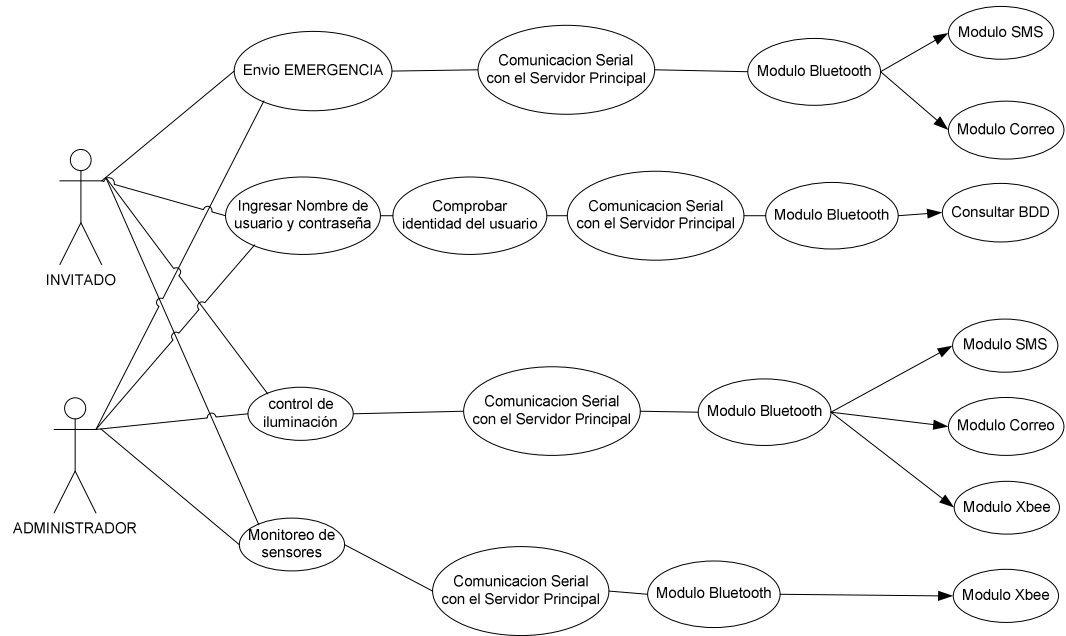 Modulo SMS
Envio EMERGENCIA
Comunicacion Serial
con el Servidor Principal
Modulo Bluetooth
Modulo Correo
INVITADO
Ingresar Nombre de
usuario y contraseña
Comprobar
identidad del usuario
Comunicacion Serial
con el Servidor Principal
Modulo Bluetooth
Consultar BDD
Modulo SMS
control de
iluminación
Comunicacion Serial
con el Servidor Principal
Modulo Bluetooth
Modulo Correo
Modulo Xbee
ADMINISTRADOR
Monitoreo de
sensores
Comunicacion Serial
con el Servidor Principal
Modulo Bluetooth
Modulo Xbee